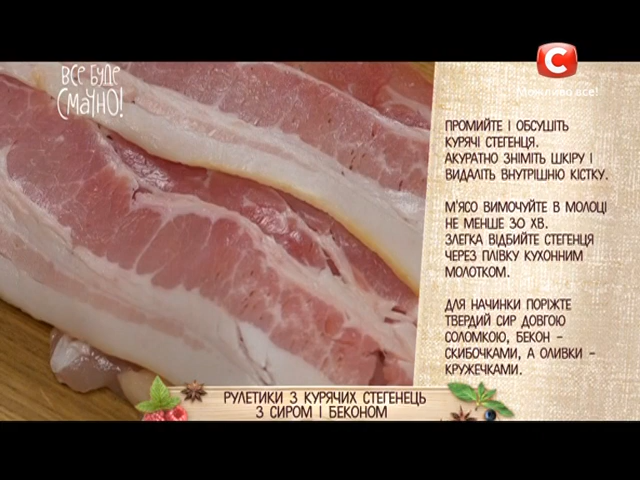 ВСЕ БУДЕ
СМАЧНО!
С
Можливо все!
ПРОМИЙТЕ І ОБСУШІТЬ
КУРЯЧІ СТЕГЕНЦЯ.
АКУРАТНО ЗНІМІТЬ ШКІРУ І
ВИДАЛІТЬ ВНУТРІШНЮ КІСТКУ.
М'ЯСО ВИМОЧУЙТЕ В МОЛОЦІ
НЕ МЕНШЕ 30 ХВ.
ЗЛЕГКА ВІДБИЙТЕ СТЕГЕНЦЯ
ЧЕРЕЗ ПЛІВКУ КУХОННИМ
МОЛОТКОМ.
ДЛЯ НАЧИНКИ ПОРІЖТЕ
ТВЕРДИЙ СИР ДОВГОЮ
СОЛОМКОЮ, БЕКОН –
СКИБОЧКАМИ, А ОЛИВКИ –
КРУЖЕЧКАМИ.
РУЛЕТИКИ З КУРЯЧИХ СТЕГЕНЕЦЬ
З СИРОМ І БЕКОНОМ